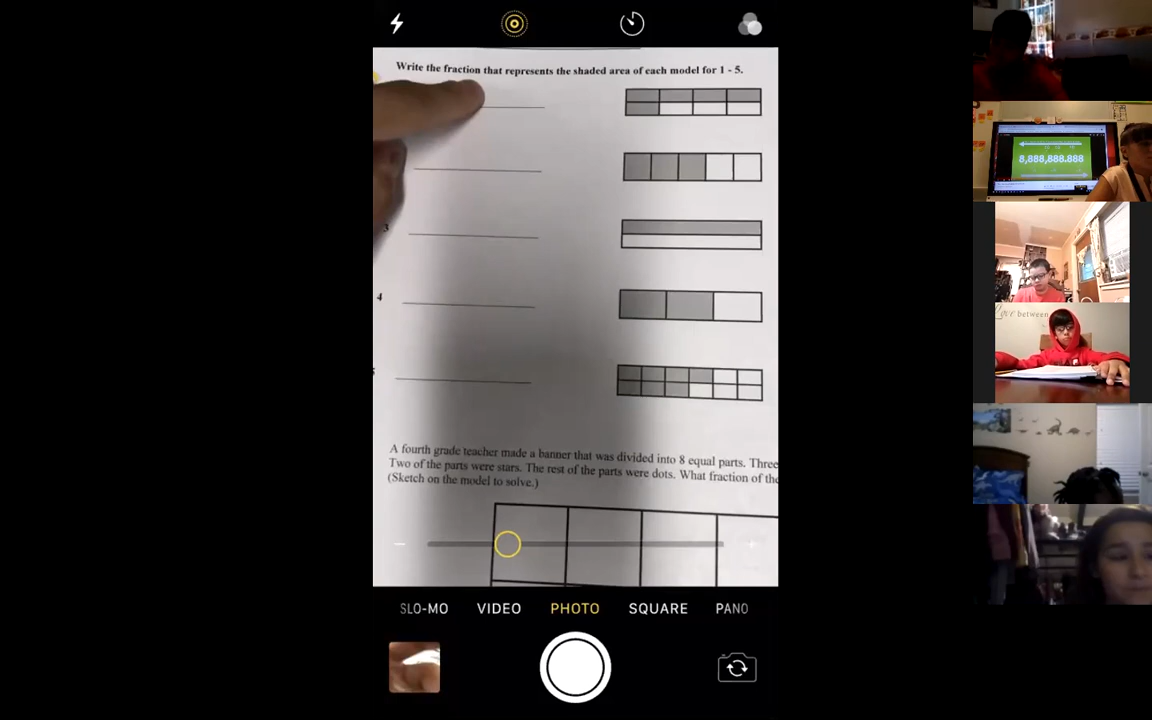 Write the fraction that represents the shaded area of each model for 1 - 5.
3
4
A fourth grade teacher made a banner that was divided into 8 equal parts. Three
Two of the parts were stars. The rest of the parts were dots. What fraction of the
(Sketch on the model to solve.)
SLO-MO VIDEO PHOTO SQUARE PANO
8,888,888.888
between